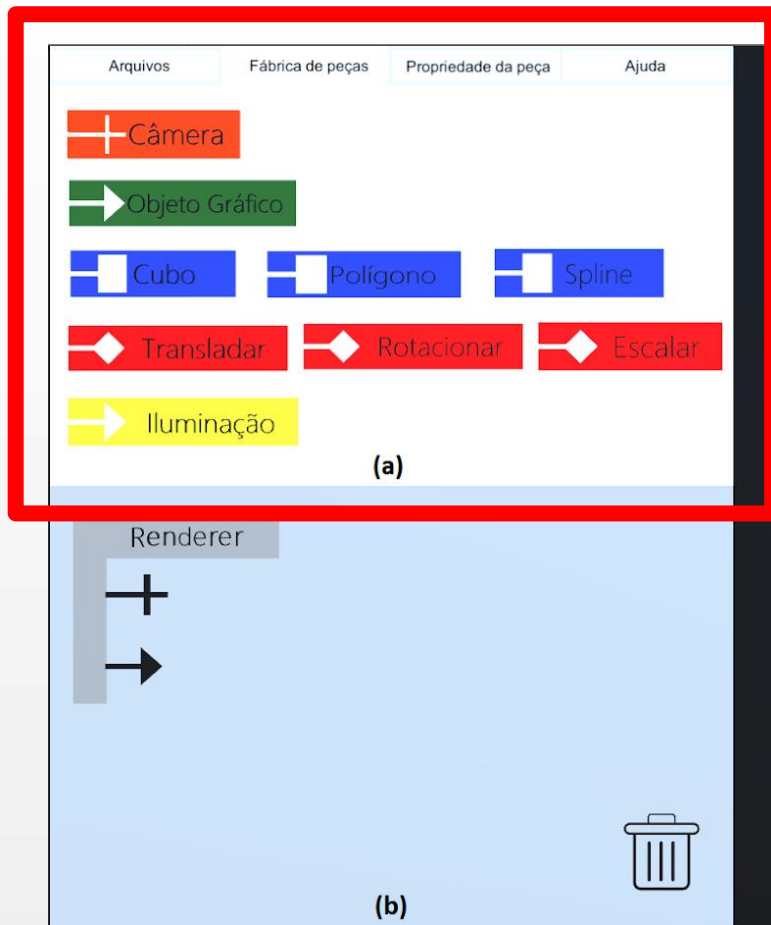 Arquivos Fábrica de peças Propriedade da peça Ajuda
Câmera
Objeto Gráfico
Cubo Polígono Spline
Transladar Rotacionar Escalar
Iluminação
(a)
Renderer
(b)